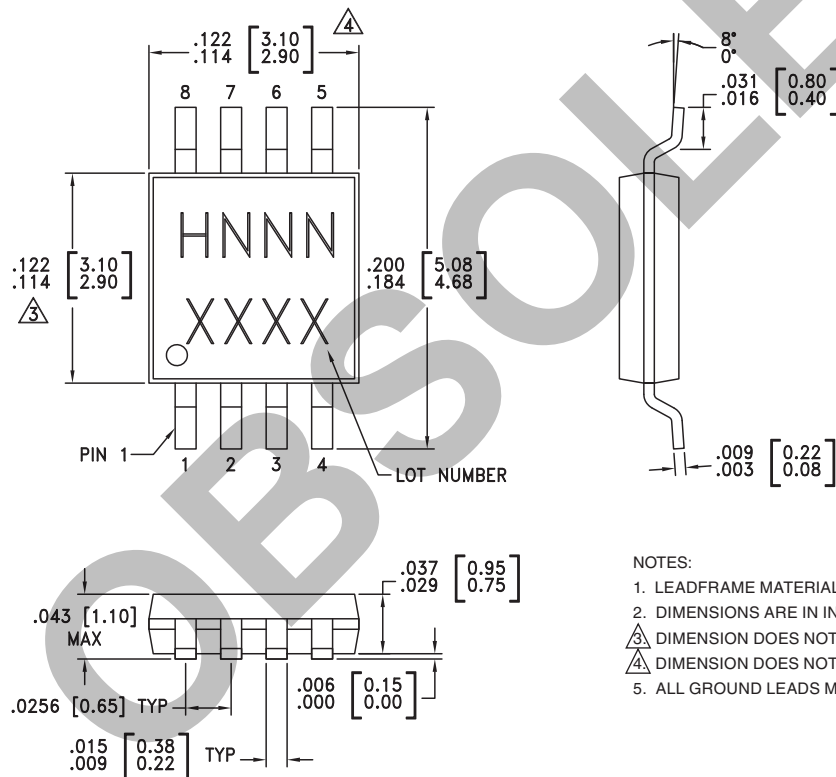 .122 [3.10]
.114 [2.90]
4
8 7 6 5
HNNN
XXXX
.122 [3.10]
.114 [2.90]
3
.200 [5.08]
.184 [4.68]
PIN 1
1 2 3 4
LOT NUMBER
8°
0°
.031 [0.80]
.016 [0.40]
.009 [0.22]
.003 [0.08]
.037 [0.95]
.029 [0.75]
.043 [1.10]
MAX
.0256 [0.65] TYP
.006 [0.15]
.000 [0.00]
.015 [0.38]
.009 [0.22]
TYP
NOTES:
1. LEADFRAME MATERIAL
2. DIMENSIONS ARE IN IN
3. DIMENSION DOES NOT
4. DIMENSION DOES NOT
5. ALL GROUND LEADS M
OBSOLE